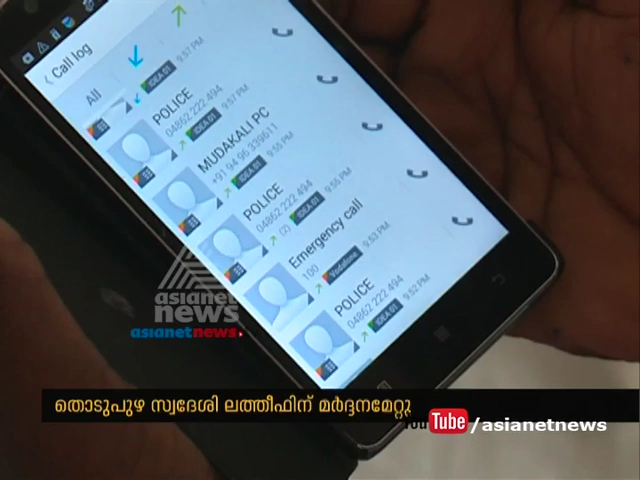 Call log
All
IDEA 01 9:57 PM
POLICE
04862 222 494
IDEA 01 9:57 PM
MUDAKALI PC
+91 94 96 339611
IDEA 01 9:55 PM
POLICE
04862 222 494
(2) IDEA 01 9:55 PM
Emergency call
100
Vodafone 9:53 PM
POLICE
04862 222 494
IDEA 01 9:52 PM
asianet
news
asianetnews
തൊടുപുഴ സ്വദേശി ലത്തീഫിന് മർദ്ദനമേറ്റു
YouTube /asianetnews